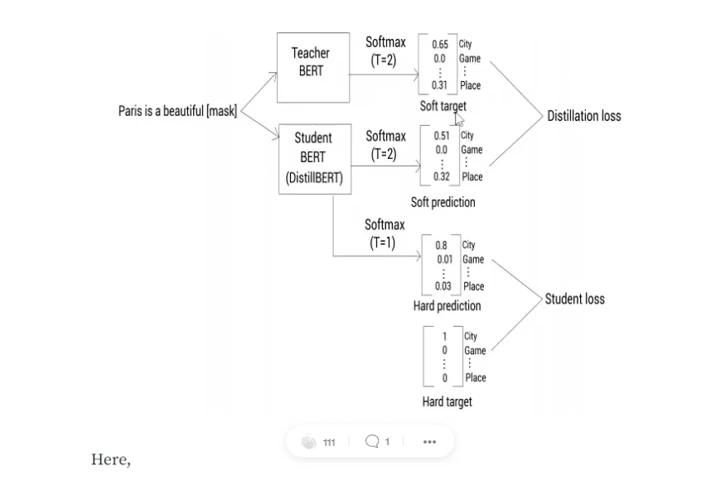 Teacher
BERT
Softmax
(T=2)
0.65 City
0.0 Game
0.31 Place
Soft target
Paris is a beautiful [mask]
Distillation loss
Student
BERT
(DistillBERT)
Softmax
(T=2)
0.51 City
0.0 Game
0.32 Place
Soft prediction
Softmax
(T=1)
0.8 City
0.01 Game
0.03 Place
Hard prediction
Student loss
1 City
0 Game
0 Place
Hard target
111 1
Here,